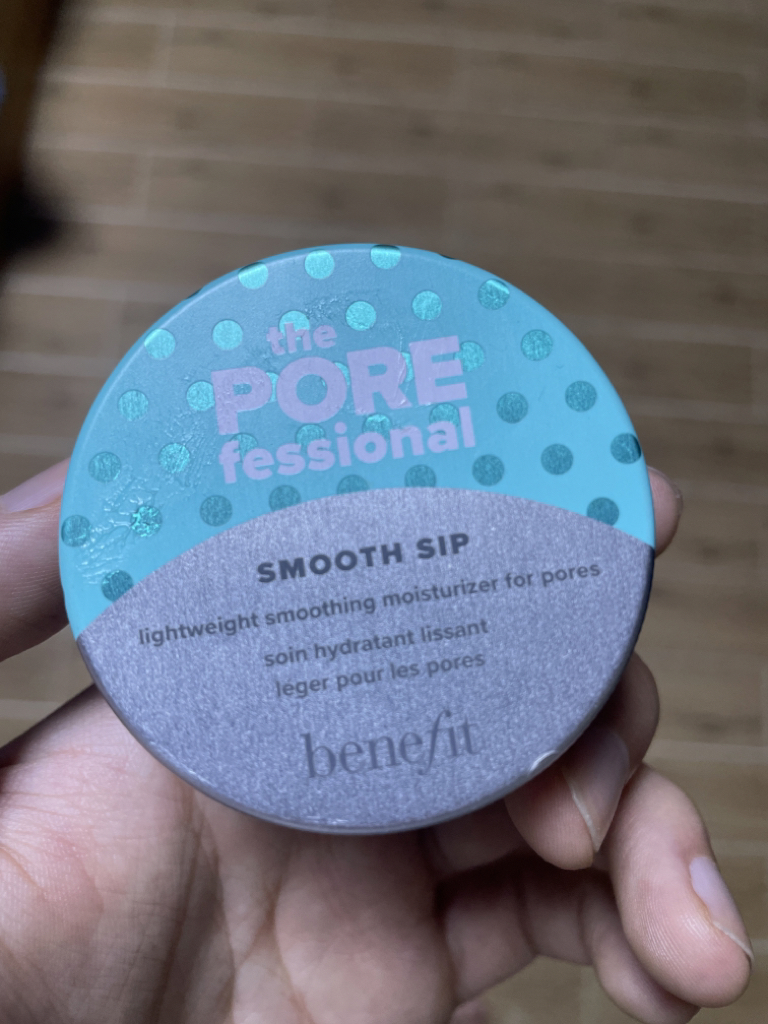 the
PORE
fessional
SMOOTH SIP
lightweight smoothing moisturizer for pores
soin hydratant lissant
leger pour les pores
benefit